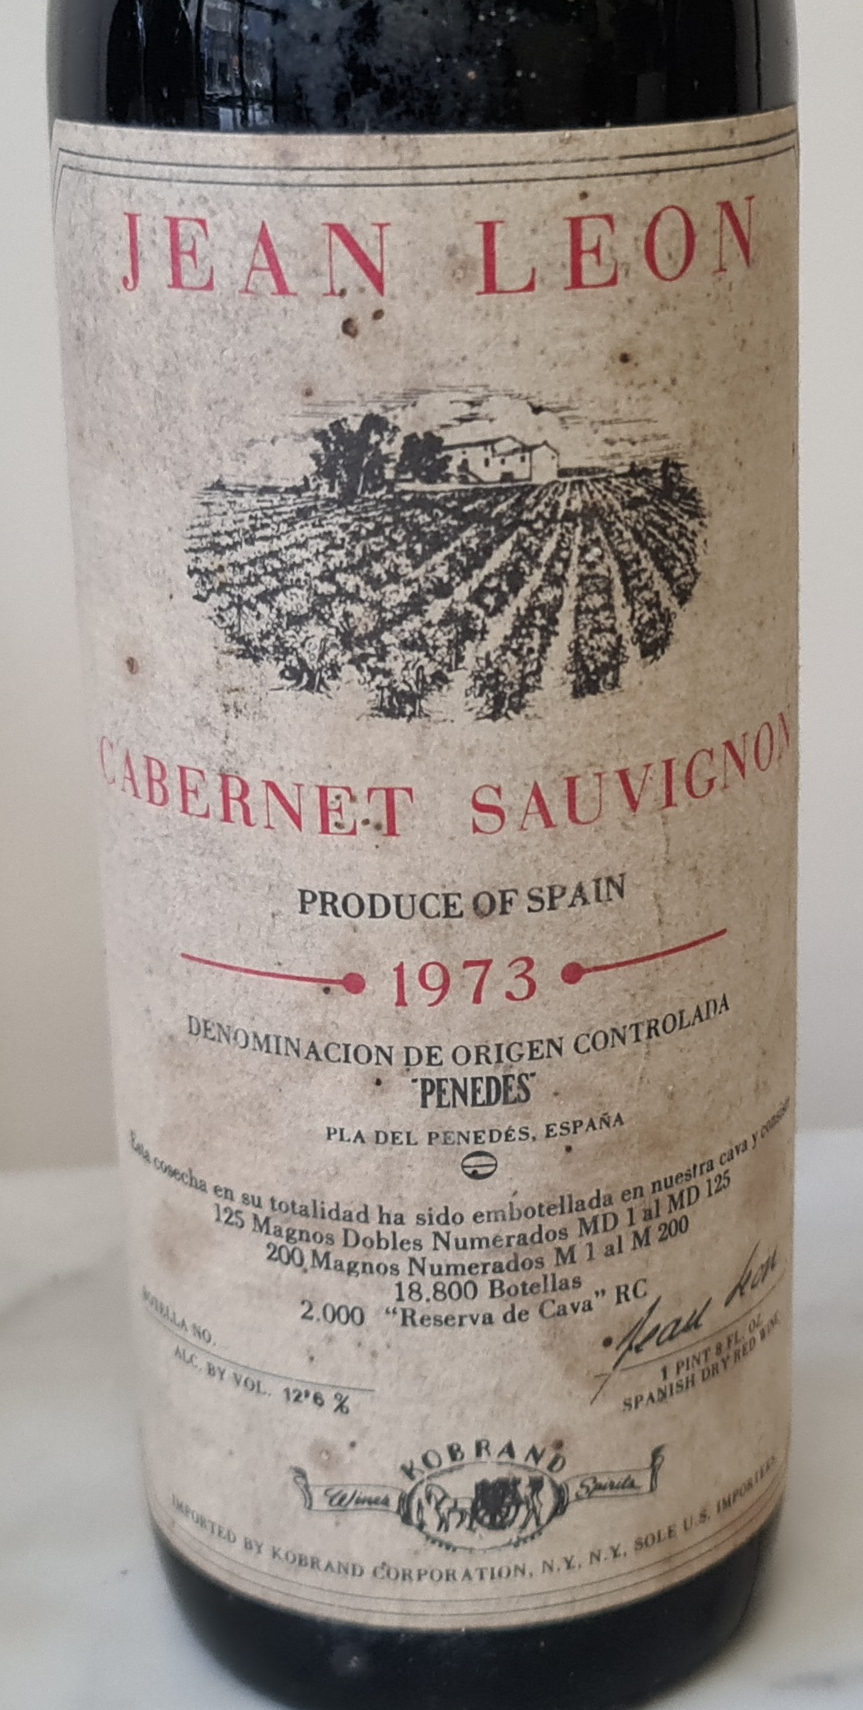 JEAN LEON
CABERNET SAUVIGNON
PRODUCE OF SPAIN
1973
DENOMINACION DE ORIGEN CONTROLADA
"PENEDÉS"
PLA DEL PENEDÉS, ESPAÑA
Esta cosecha en su totalidad ha sido embotellada en nuestra cava y consiste
125 Magnos Dobles Numerados MD 1 al MD 125
200 Magnos Numerados M 1 al M 200
18.800 Botellas
2.000 "Reserva de Cava" RC
Jean Leon
BOTELLA NO.
ALC. BY VOL. 12'6 %
1 PINT 8 FL. OZ.
SPANISH DRY RED WINE
KOBRAND
Wines Spirits
IMPORTED BY KOBRAND CORPORATION, N.Y., N.Y., SOLE U.S. IMPORTERS